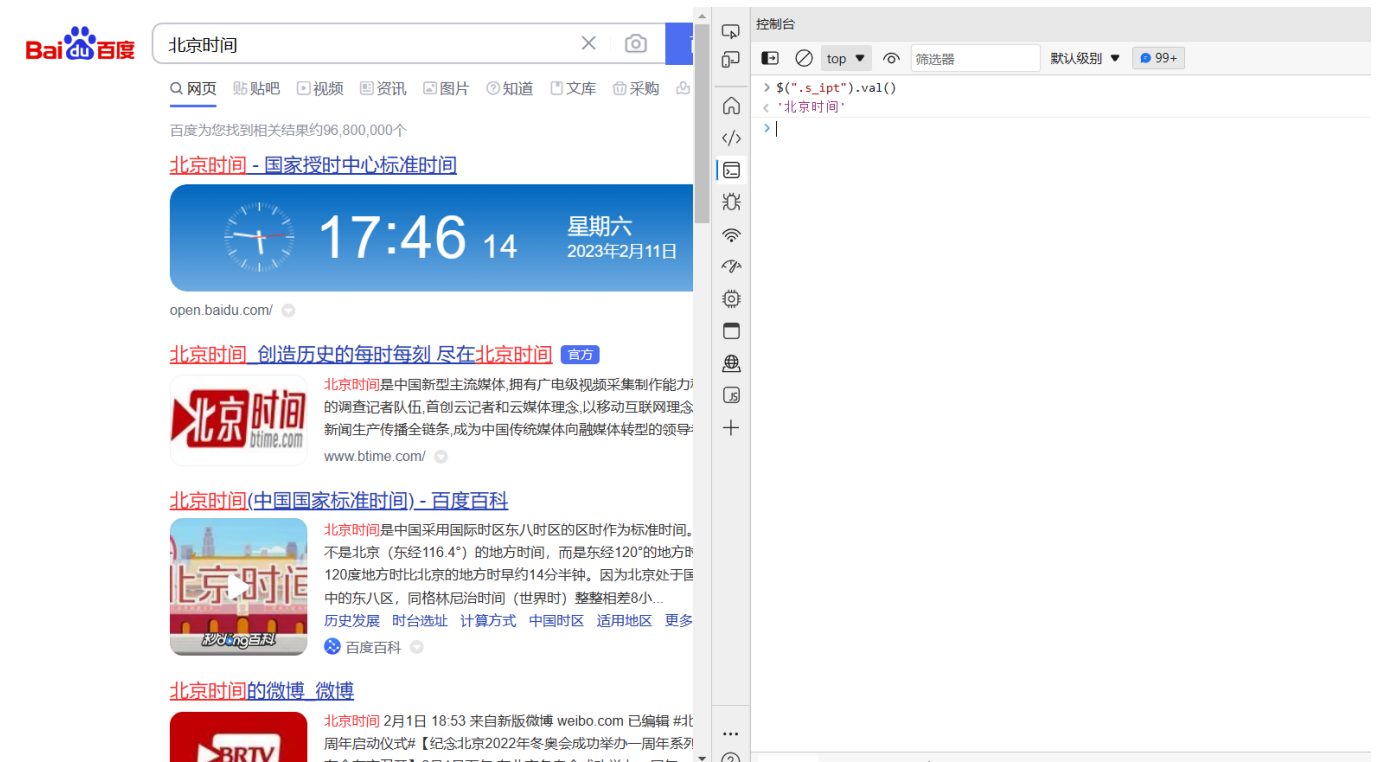 Bai du 百度
北京时间
网页 贴吧 视频 资讯 图片 知道 文库 采购
百度为您找到相关结果约96,800,000个
北京时间 - 国家授时中心标准时间
17:46 14
星期六
2023年2月11日
open.baidu.com/
北京时间_创造历史的每时每刻 尽在北京时间 官方
北京时间
btime.com
北京时间是中国新型主流媒体,拥有广电级视频采集制作能力
的调查记者队伍,首创云记者和云媒体理念,以移动互联网理念
新闻生产传播全链条,成为中国传统媒体向融媒体转型的领导
www.btime.com/
北京时间(中国国家标准时间) - 百度百科
北京时间
秒dong百科
北京时间是中国采用国际时区东八时区的区时作为标准时间。
不是北京（东经116.4°）的地方时间，而是东经120°的地方时
120度地方时比北京的地方时早约14分半钟。因为北京处于国
中的东八区，同格林尼治时间（世界时）整整相差8小...
历史发展 时台选址 计算方式 中国时区 适用地区 更多
百度百科
北京时间的微博_微博
BRTV
北京时间 2月1日 18:53 来自新版微博 weibo.com 已编辑 #北
周年启动仪式#【纪念北京2022年冬奥会成功举办一周年系列
控制台
top ▼ 筛选器 默认级别 ▼ 99+
> $(".s_ipt").val()
< '北京时间'
>